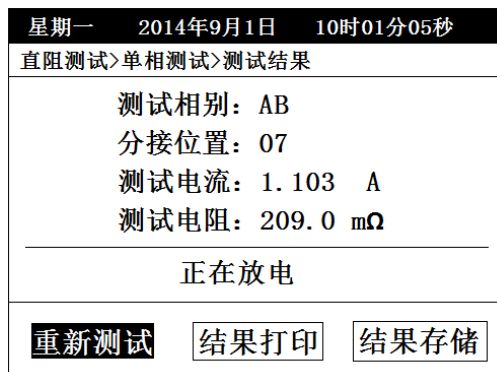 星期一 2014年9月1日 10时01分05秒
直阻测试>单相测试>测试结果
测试相别: AB
分接位置: 07
测试电流: 1.103 A
测试电阻: 209.0 mΩ
正在放电
重新测试 结果打印 结果存储